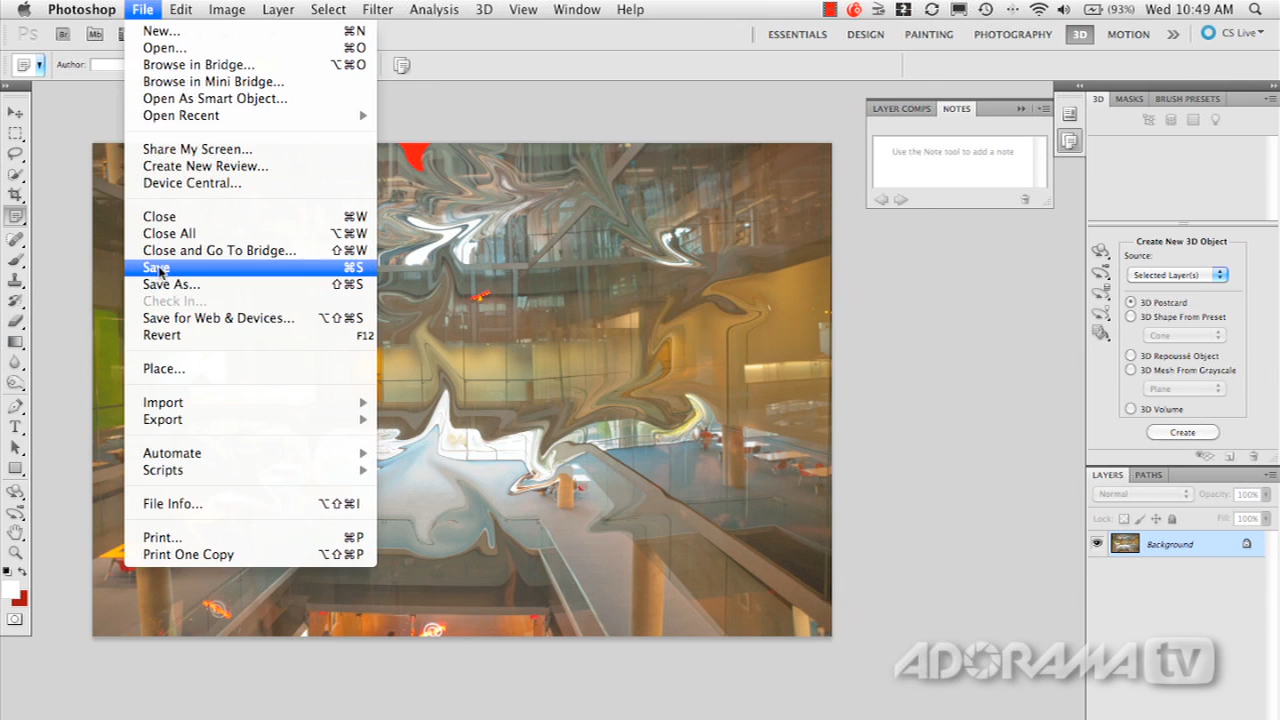 Photoshop File Edit Image Layer Select Filter Analysis 3D View Window Help (93%) Wed 10:49 AM
Ps Br Mb ESSENTIALS DESIGN PAINTING PHOTOGRAPHY 3D MOTION >> CS Live
Author:
New... ⌘N
Open... ⌘O
Browse in Bridge... ⌥⌘O
Browse in Mini Bridge...
Open As Smart Object...
Open Recent
Share My Screen...
Create New Review...
Device Central...
Close ⌘W
Close All ⌥⌘W
Close and Go To Bridge... ⇧⌘W
Save ⌘S
Save As... ⇧⌘S
Check In...
Save for Web & Devices... ⌥⇧⌘S
Revert F12
Place...
Import
Export
Automate
Scripts
File Info... ⌥⇧⌘I
Print... ⌘P
Print One Copy ⌥⇧⌘P
LAYER COMPS NOTES
Use the Note tool to add a note
3D MASKS BRUSH PRESETS
Create New 3D Object
Source:
Selected Layer(s)
3D Postcard
3D Shape From Preset
Cone
3D Repoussé Object
3D Mesh From Grayscale
Plane
3D Volume
Create
LAYERS PATHS
Normal Opacity: 100%
Lock: Fill: 100%
Background
ADORAMA tv